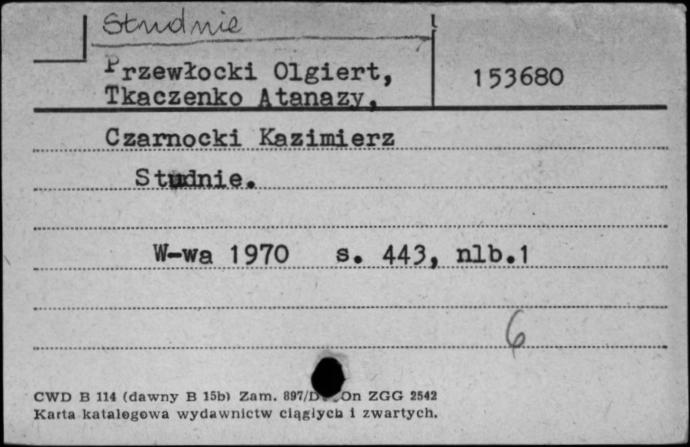 Studnie
Przewłocki Olgiert,
153680
Tkaczenko Atanazy,
Czarnocki Kazimierz
Studnie.
W-wa 1970 s. 443, nlb.1
6
CWD B 114 (dawny B 15b) Zam. 897/D On ZGG 2542
Karta katalogowa wydawnictw ciągłych i zwartych.